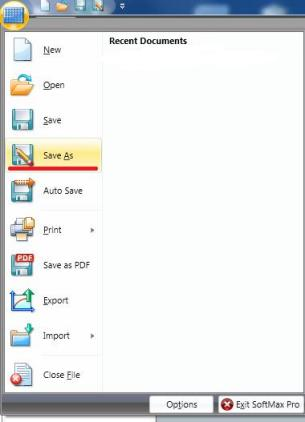 Recent Documents
New
Open
Save
Save As
Auto Save
Print
Save as PDF
Export
Import
Close File
Options
Exit SoftMax Pro